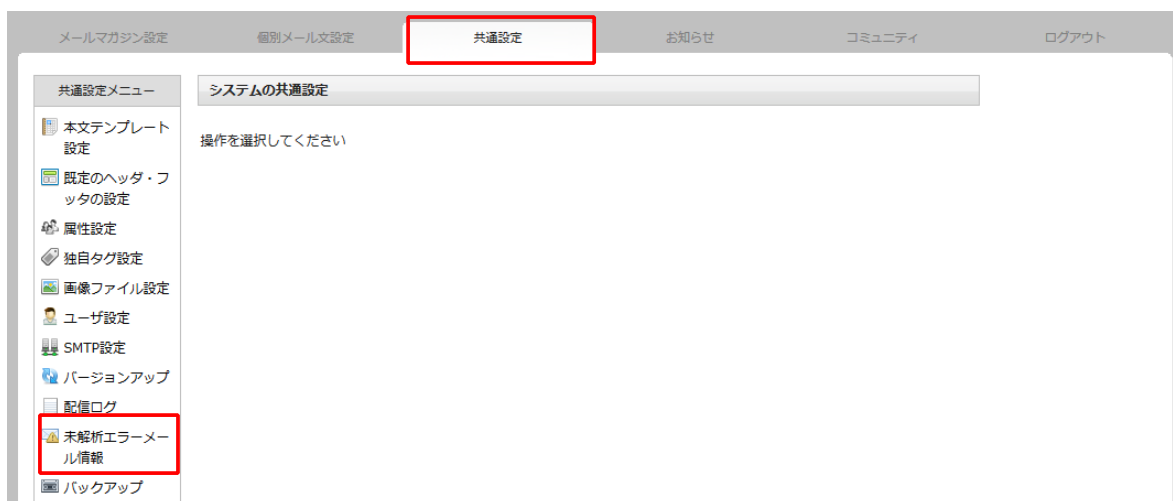 メールマガジン設定 個別メール文設定 共通設定 お知らせ コミュニティ ログアウト
共通設定メニュー
システムの共通設定
操作を選択してください
本文テンプレート
設定
既定のヘッダ・フ
ッタの設定
属性設定
独自タグ設定
画像ファイル設定
ユーザ設定
SMTP設定
バージョンアップ
配信ログ
未解析エラーメー
ル情報
バックアップ